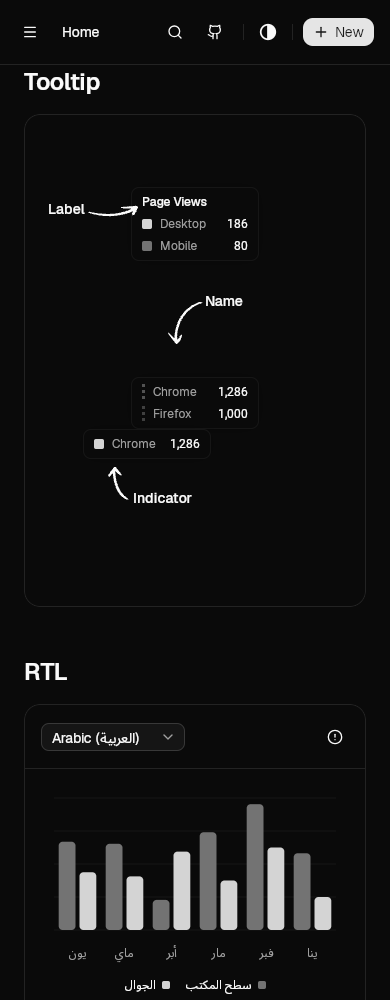 Home
New
Tooltip
Label
Page Views
Desktop 186
Mobile 80
Name
Chrome 1,286
Firefox 1,000
Chrome 1,286
Indicator
RTL
Arabic (العربية)
ينا فبر مار أبر ماي يون
سطح المكتب الجوال